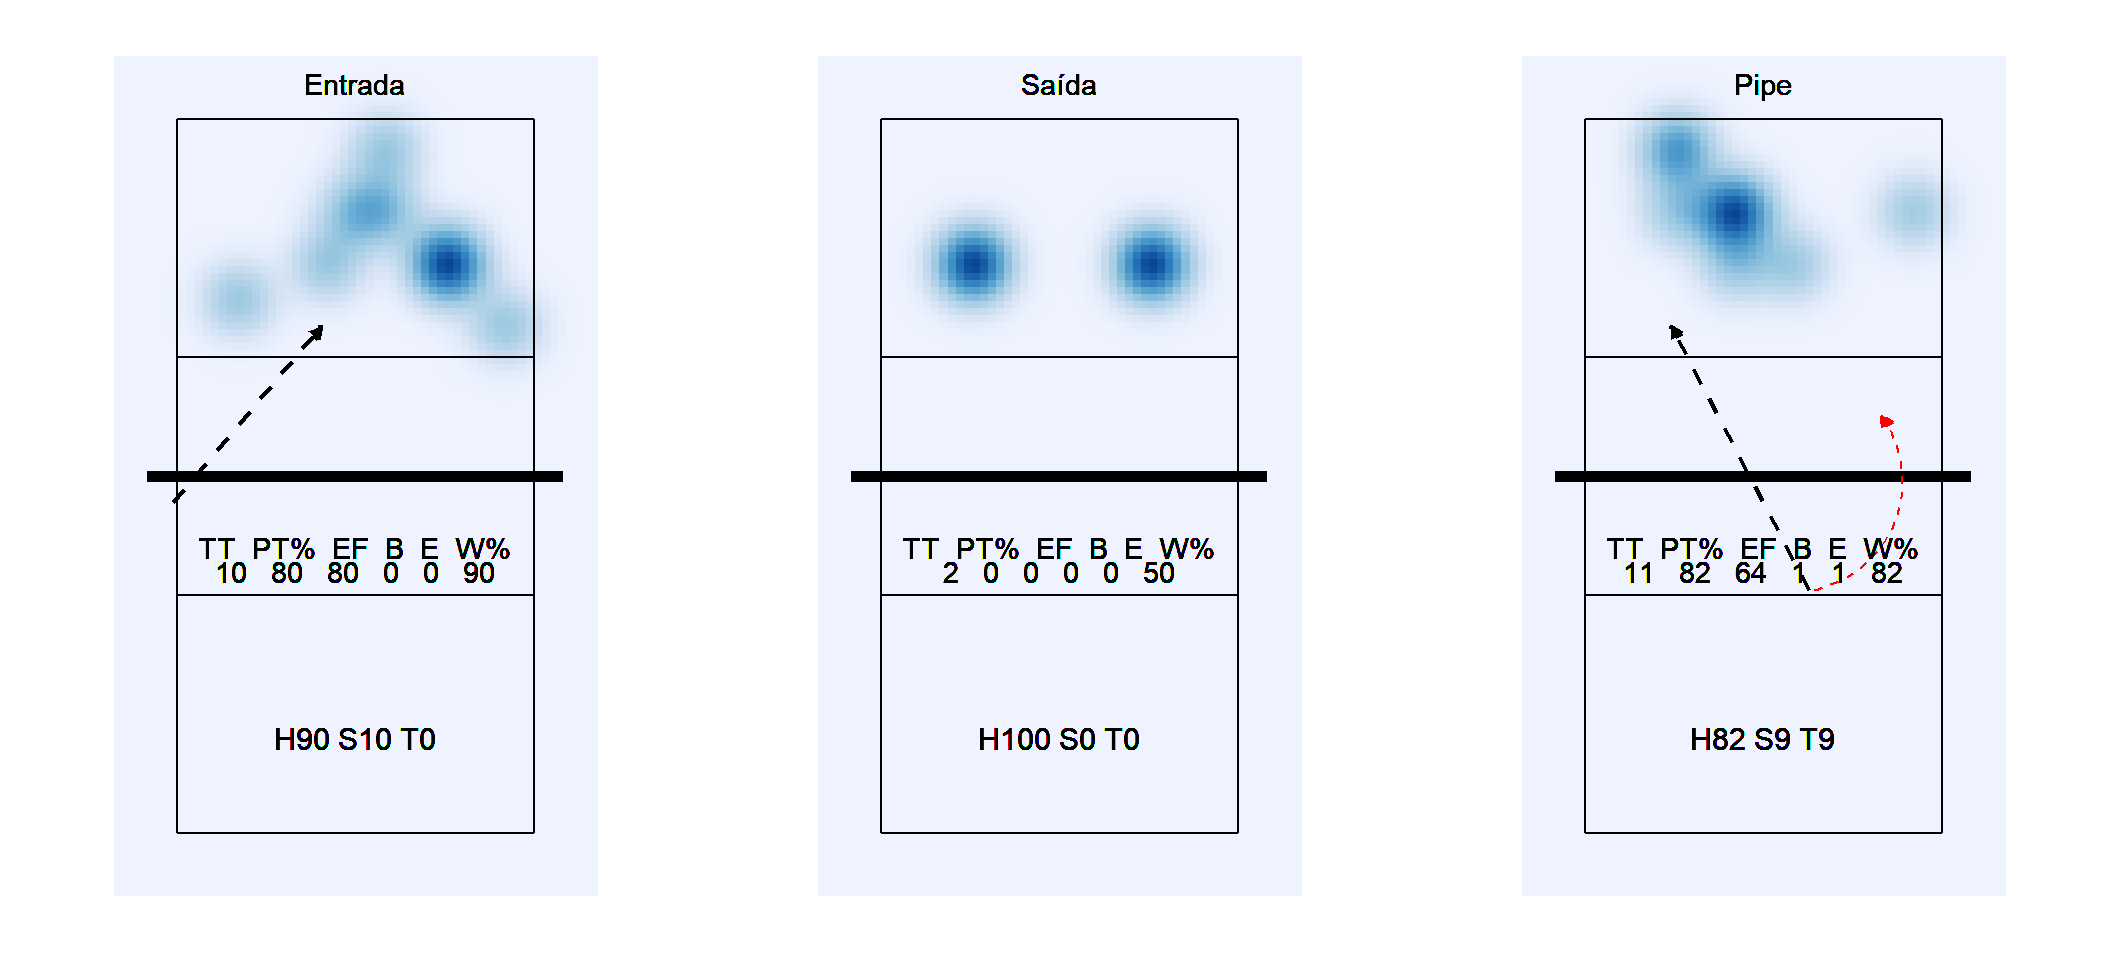 Entrada
TT PT% EF B E W%
10 80 80 0 0 90
H90 S10 T0
Saída
TT PT% EF B E W%
2 0 0 0 0 50
H100 S0 T0
Pipe
TT PT% EF B E W%
11 82 64 1 1 82
H82 S9 T9